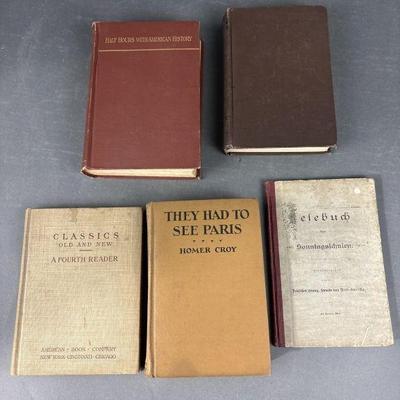 HALF HOURS WITH AMERICAN HISTORY
CLASSICS
OLD AND NEW
A FOURTH READER
AMERICAN · BOOK · COMPANY
NEW YORK · CINCINNATI · CHICAGO
THEY HAD TO
SEE PARIS
HOMER CROY
Lesebuch
Sonntagschulen.